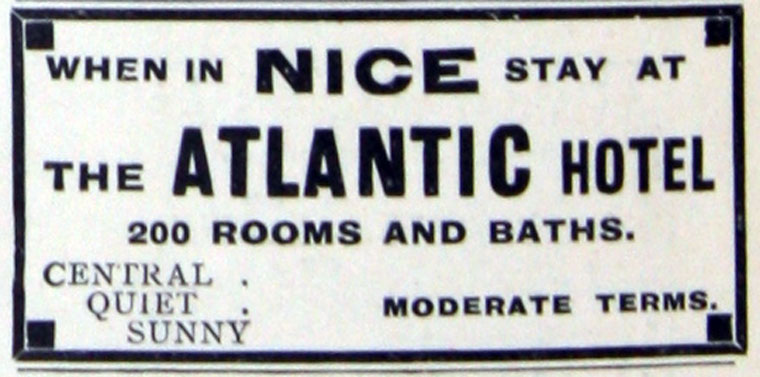 WHEN IN NICE STAY AT
THE ATLANTIC HOTEL
200 ROOMS AND BATHS.
CENTRAL .
QUIET .
SUNNY
MODERATE TERMS.